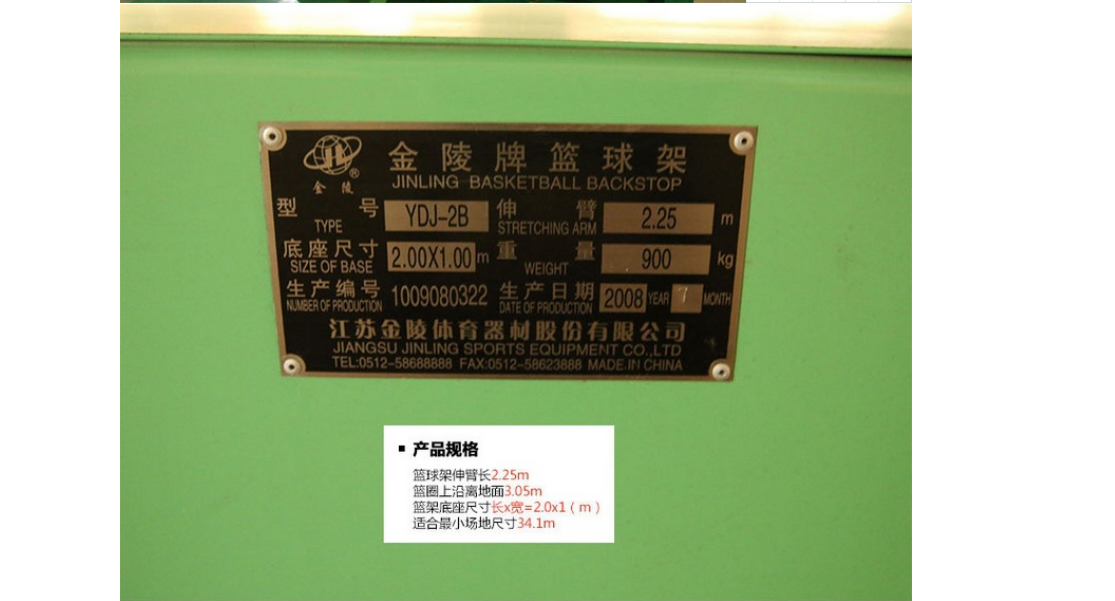 金陵牌篮球架
JINLING BASKETBALL BACKSTOP
JL
®
金陵
型号 YDJ-2B 伸臂 2.25 m
TYPE STRETCHING ARM
底座尺寸 2.00X1.00 m 重量 900 kg
SIZE OF BASE WEIGHT
生产编号 1009080322 生产日期 2008 YEAR 7 MONTH
NUMBER OF PRODUCTION DATE OF PRODUCTION
江苏金陵体育器材股份有限公司
JIANGSU JINLING SPORTS EQUIPMENT CO.,LTD
TEL:0512-58688888 FAX:0512-58623888 MADE.IN CHINA
▪ 产品规格
篮球架伸臂长2.25m
篮圈上沿离地面3.05m
篮架底座尺寸长x宽=2.0x1（m）
适合最小场地尺寸34.1m